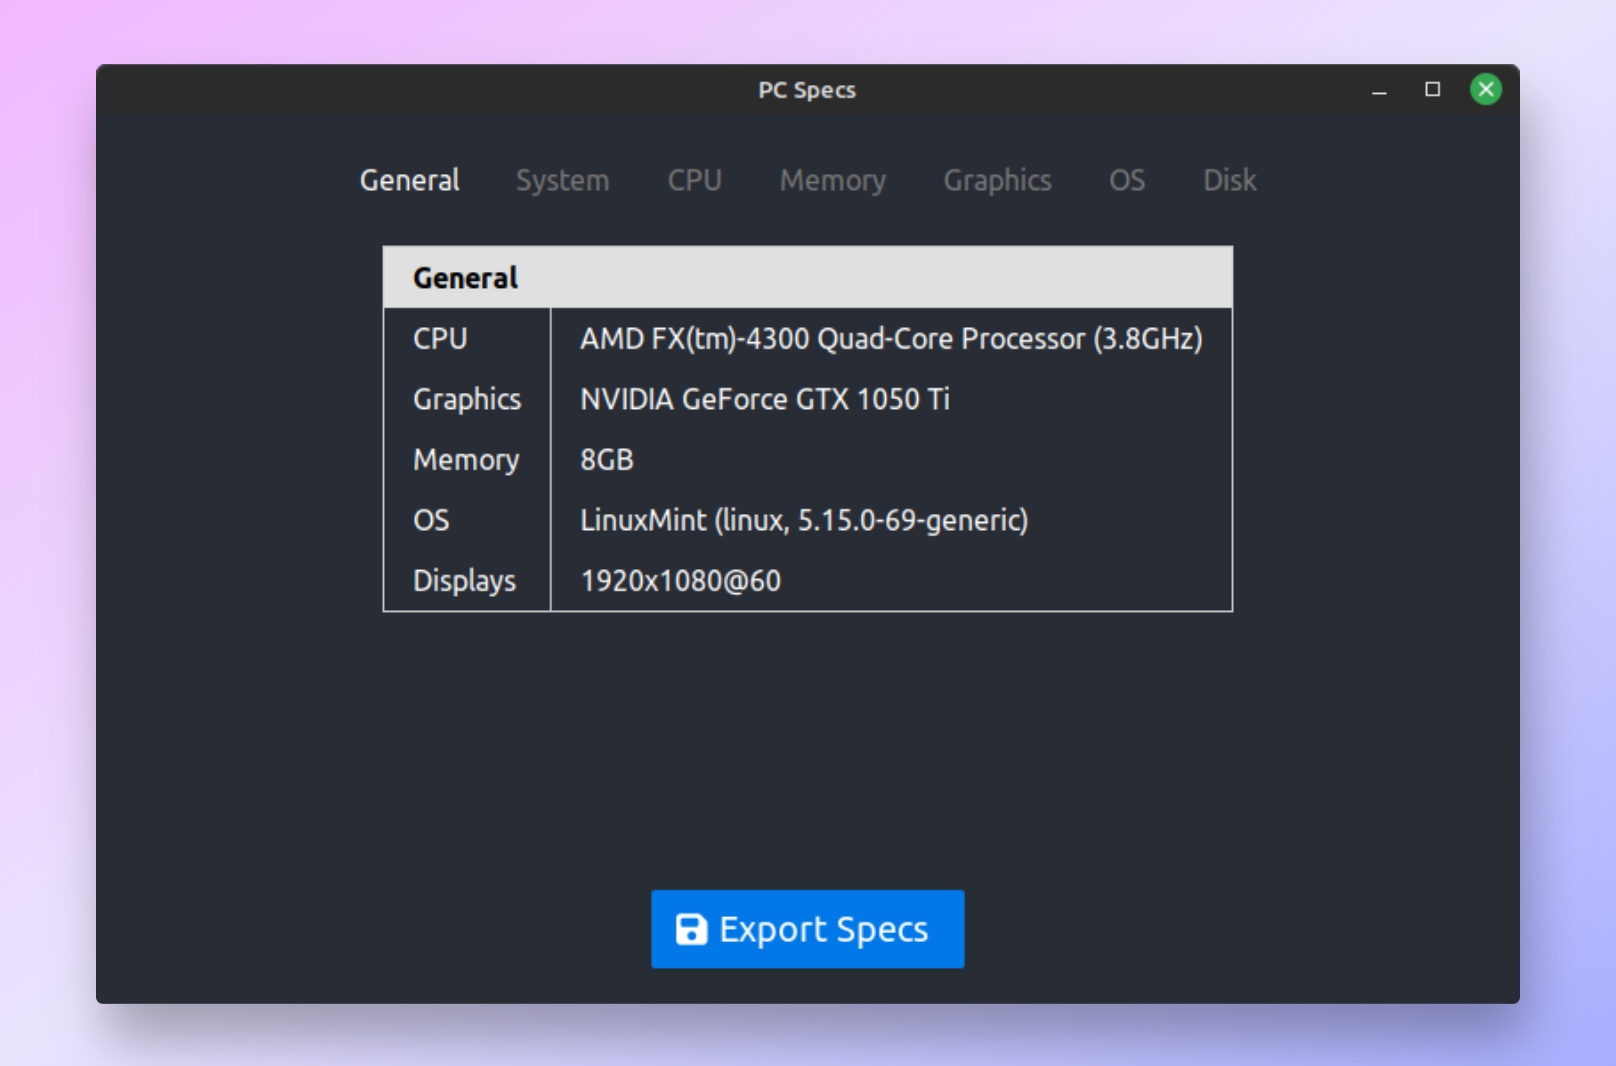 PC Specs
General System CPU Memory Graphics OS Disk
General
CPU AMD FX(tm)-4300 Quad-Core Processor (3.8GHz)
Graphics NVIDIA GeForce GTX 1050 Ti
Memory 8GB
OS LinuxMint (linux, 5.15.0-69-generic)
Displays 1920x1080@60
Export Specs